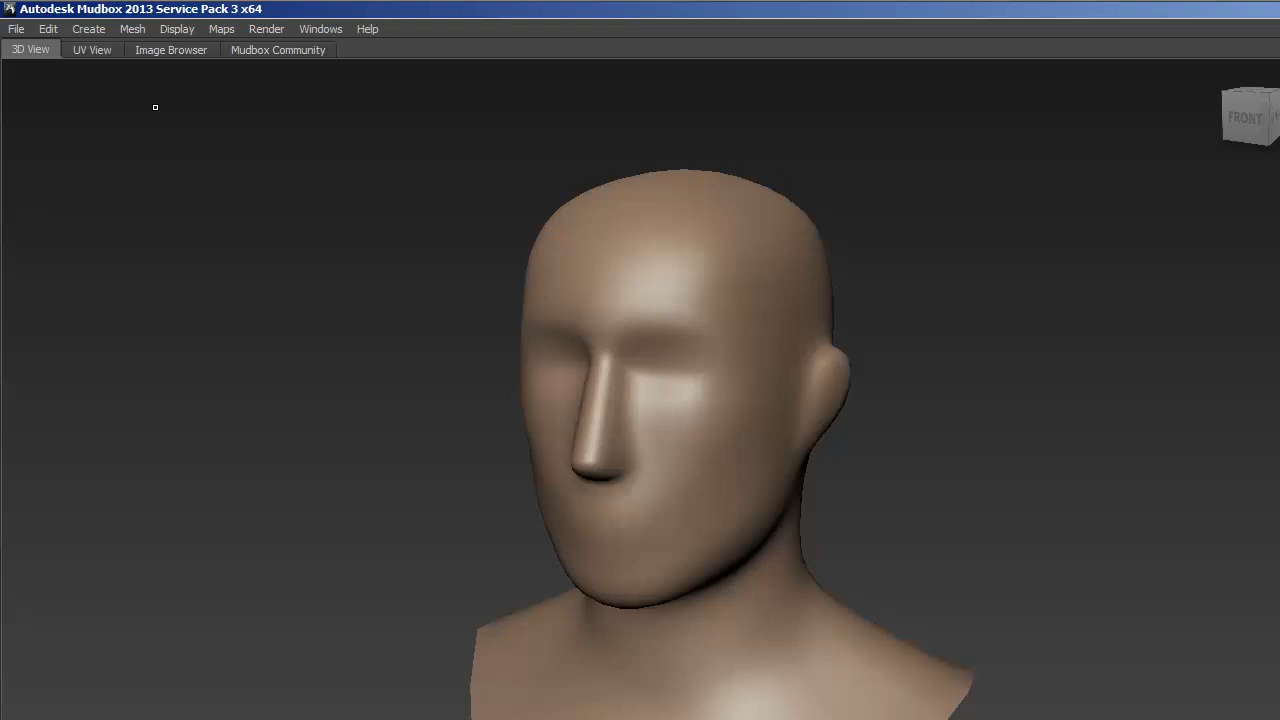 Autodesk Mudbox 2013 Service Pack 3 x64
File Edit Create Mesh Display Maps Render Windows Help
3D View UV View Image Browser Mudbox Community
FRONT